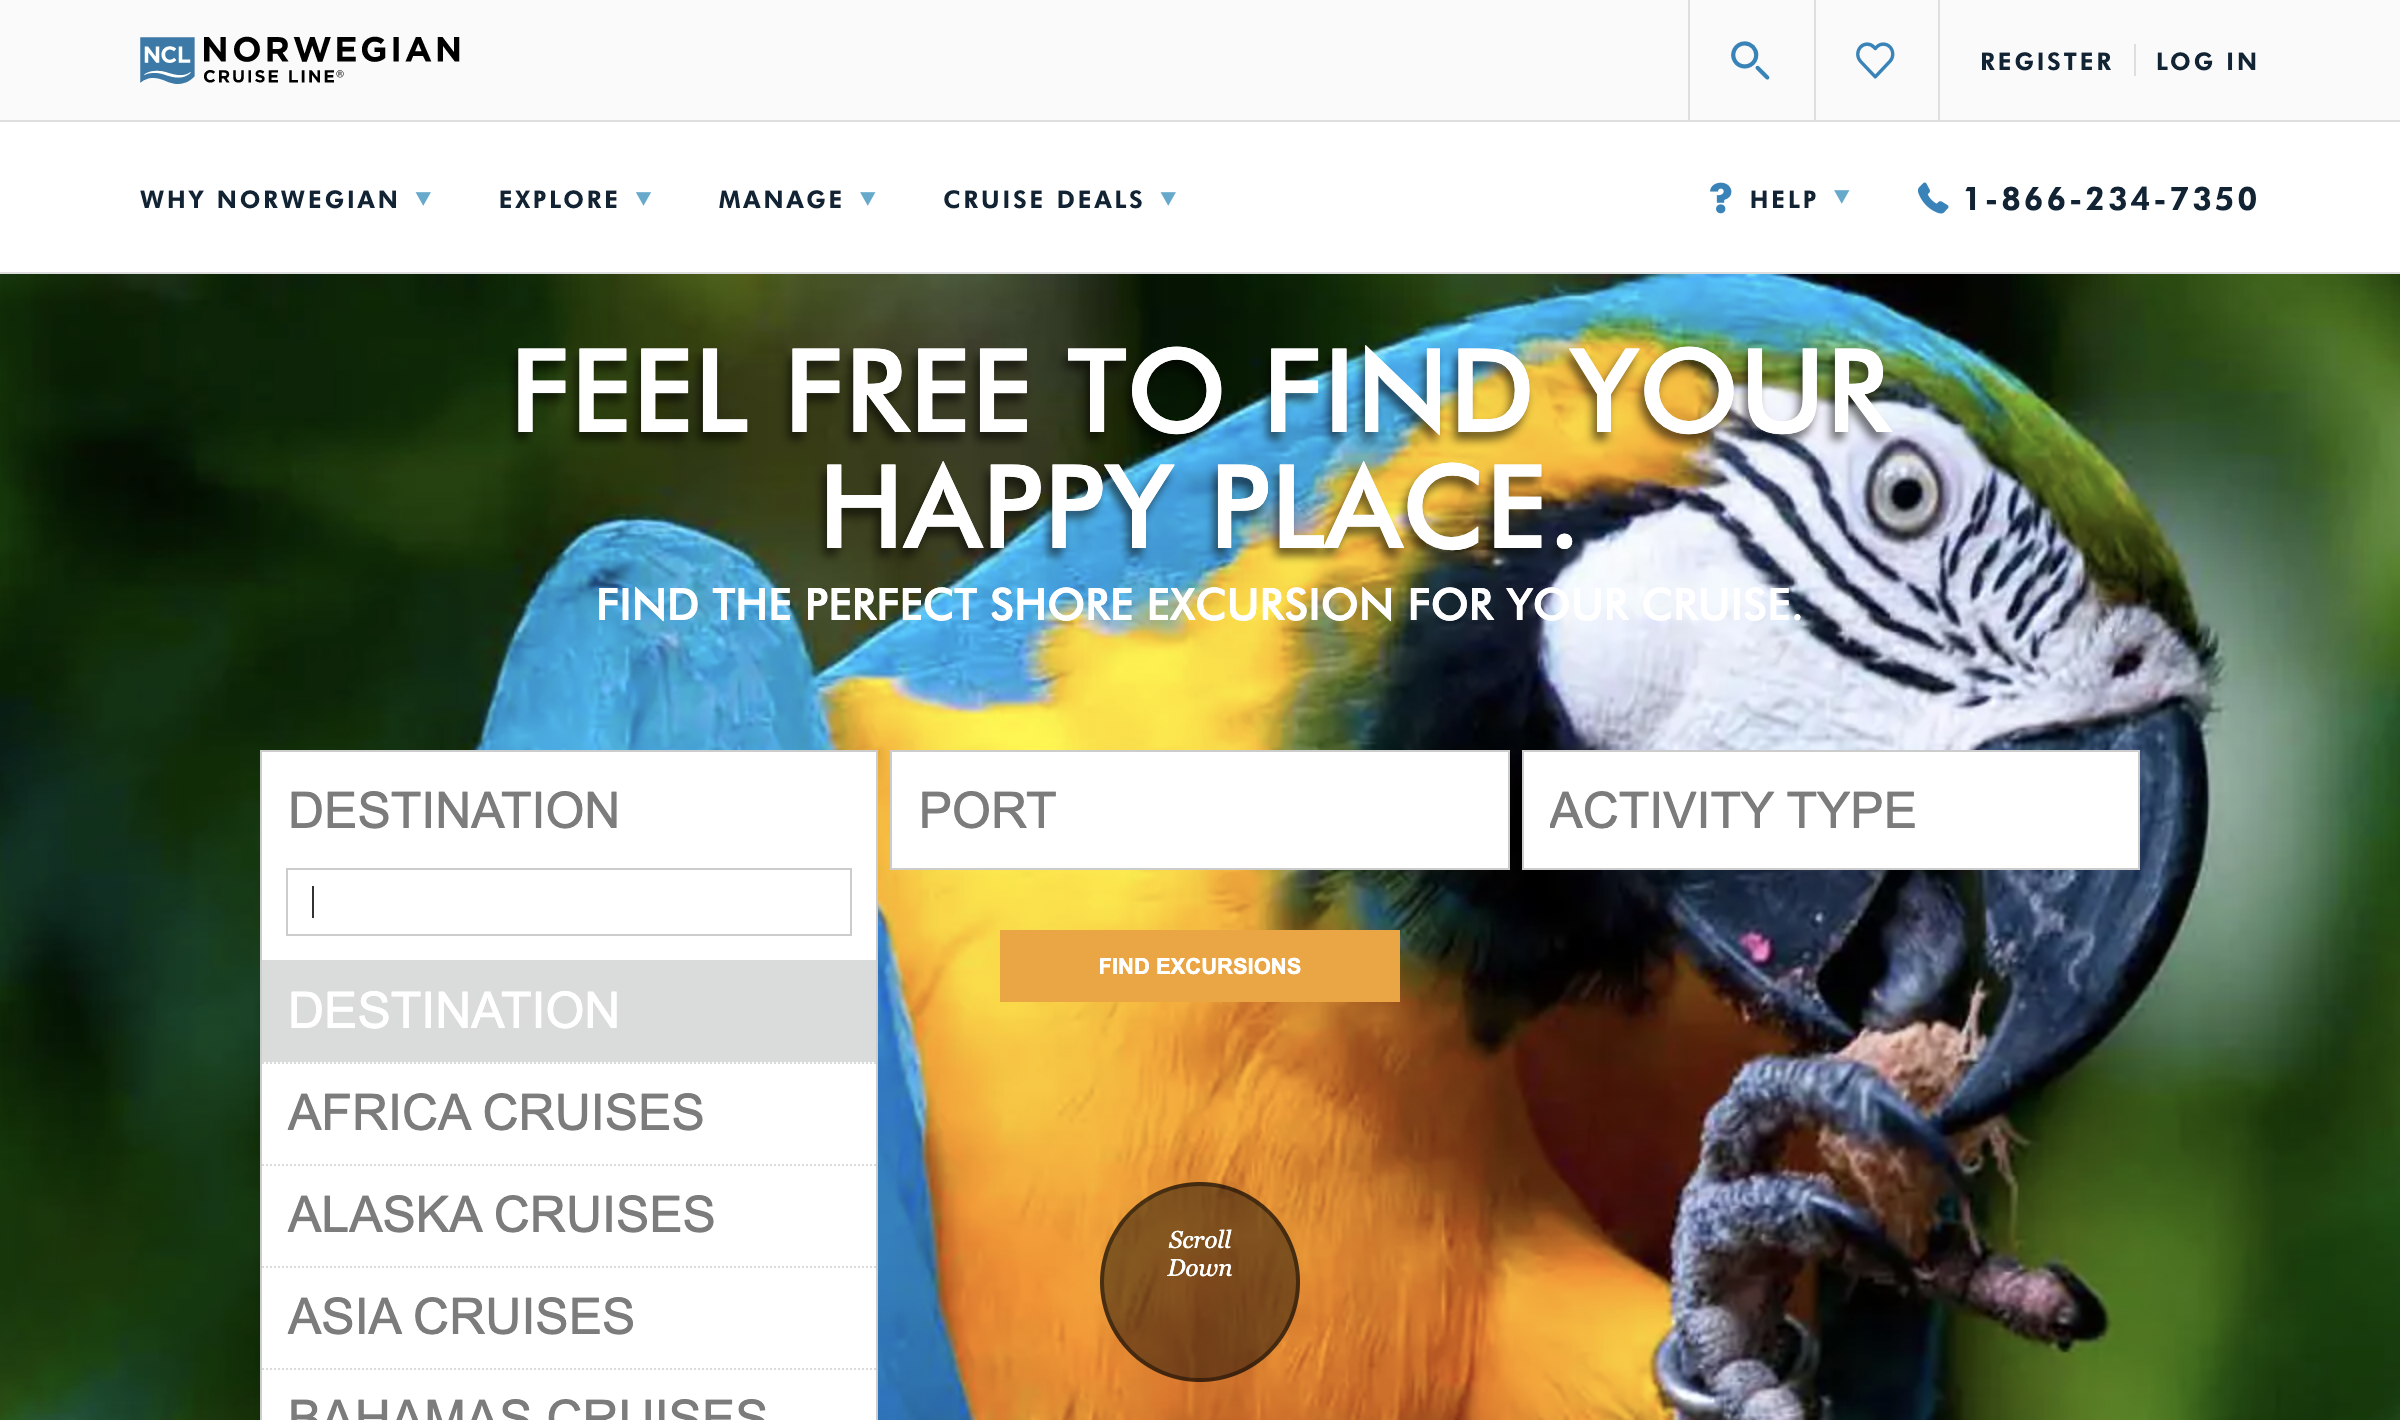 NCL NORWEGIAN
CRUISE LINE®
REGISTER
LOG IN
WHY NORWEGIAN
EXPLORE
MANAGE
CRUISE DEALS
? HELP
1-866-234-7350
FEEL FREE TO FIND YOUR
HAPPY PLACE.
FIND THE PERFECT SHORE EXCURSION FOR YOUR CRUISE.
DESTINATION
PORT
ACTIVITY TYPE
FIND EXCURSIONS
DESTINATION
AFRICA CRUISES
ALASKA CRUISES
ASIA CRUISES
BAHAMAS CRUISES
Scroll
Down